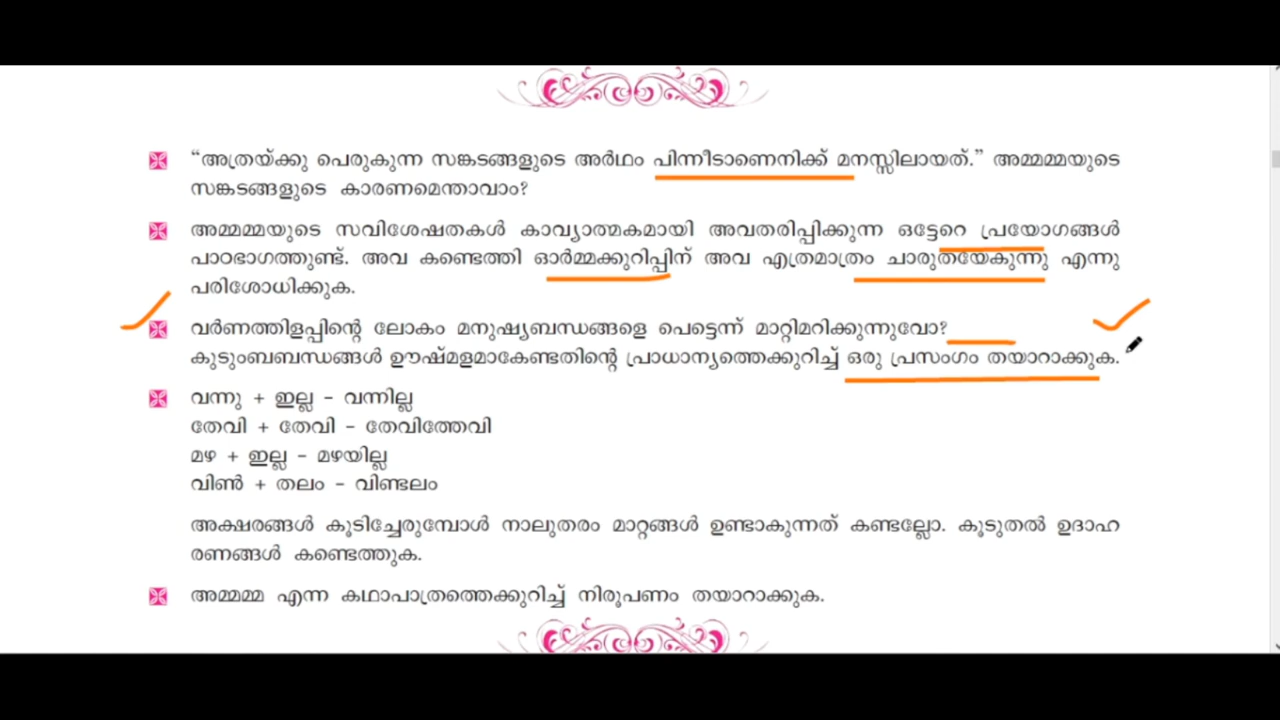 “അത്രയ്ക്കു പെരുകുന്ന സങ്കടങ്ങളുടെ അർഥം പിന്നീടാണെനിക്ക് മനസ്സിലായത്.” അമ്മമ്മയുടെ
സങ്കടങ്ങളുടെ കാരണമെന്താവാം?
അമ്മമ്മയുടെ സവിശേഷതകൾ കാവ്യാത്മകമായി അവതരിപ്പിക്കുന്ന ഒട്ടേറെ പ്രയോഗങ്ങൾ
പാഠഭാഗത്തുണ്ട്. അവ കണ്ടെത്തി ഓർമ്മക്കുറിപ്പിന് അവ എത്രമാത്രം ചാരുതയേകുന്നു എന്നു
പരിശോധിക്കുക.
വർണത്തിളപ്പിന്റെ ലോകം മനുഷ്യബന്ധങ്ങളെ പെട്ടെന്ന് മാറ്റിമറിക്കുന്നുവോ?
കുടുംബബന്ധങ്ങൾ ഊഷ്മളമാകേണ്ടതിന്റെ പ്രാധാന്യത്തെക്കുറിച്ച് ഒരു പ്രസംഗം തയാറാക്കുക.
വന്നു + ഇല്ല – വന്നില്ല
തേവി + തേവി – തേവിത്തേവി
മഴ + ഇല്ല – മഴയില്ല
വിൺ + തലം – വിണ്ടലം
അക്ഷരങ്ങൾ കൂടിച്ചേരുമ്പോൾ നാലുതരം മാറ്റങ്ങൾ ഉണ്ടാകുന്നത് കണ്ടല്ലോ. കൂടുതൽ ഉദാഹ
രണങ്ങൾ കണ്ടെത്തുക.
അമ്മമ്മ എന്ന കഥാപാത്രത്തെക്കുറിച്ച് നിരൂപണം തയാറാക്കുക.